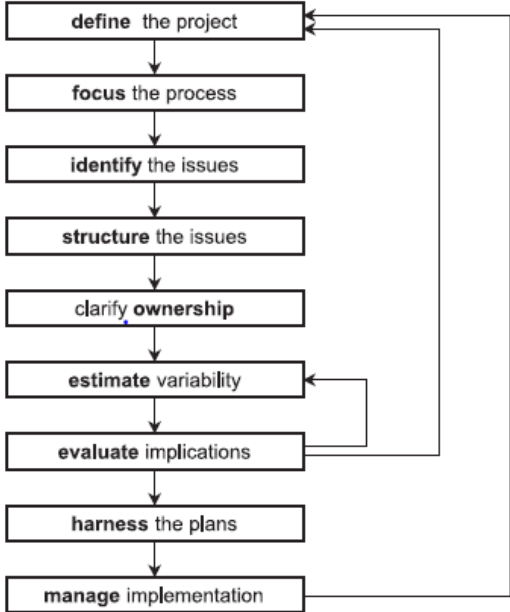 define the project
focus the process
identify the issues
structure the issues
clarify ownership
estimate variability
evaluate implications
harness the plans
manage implementation